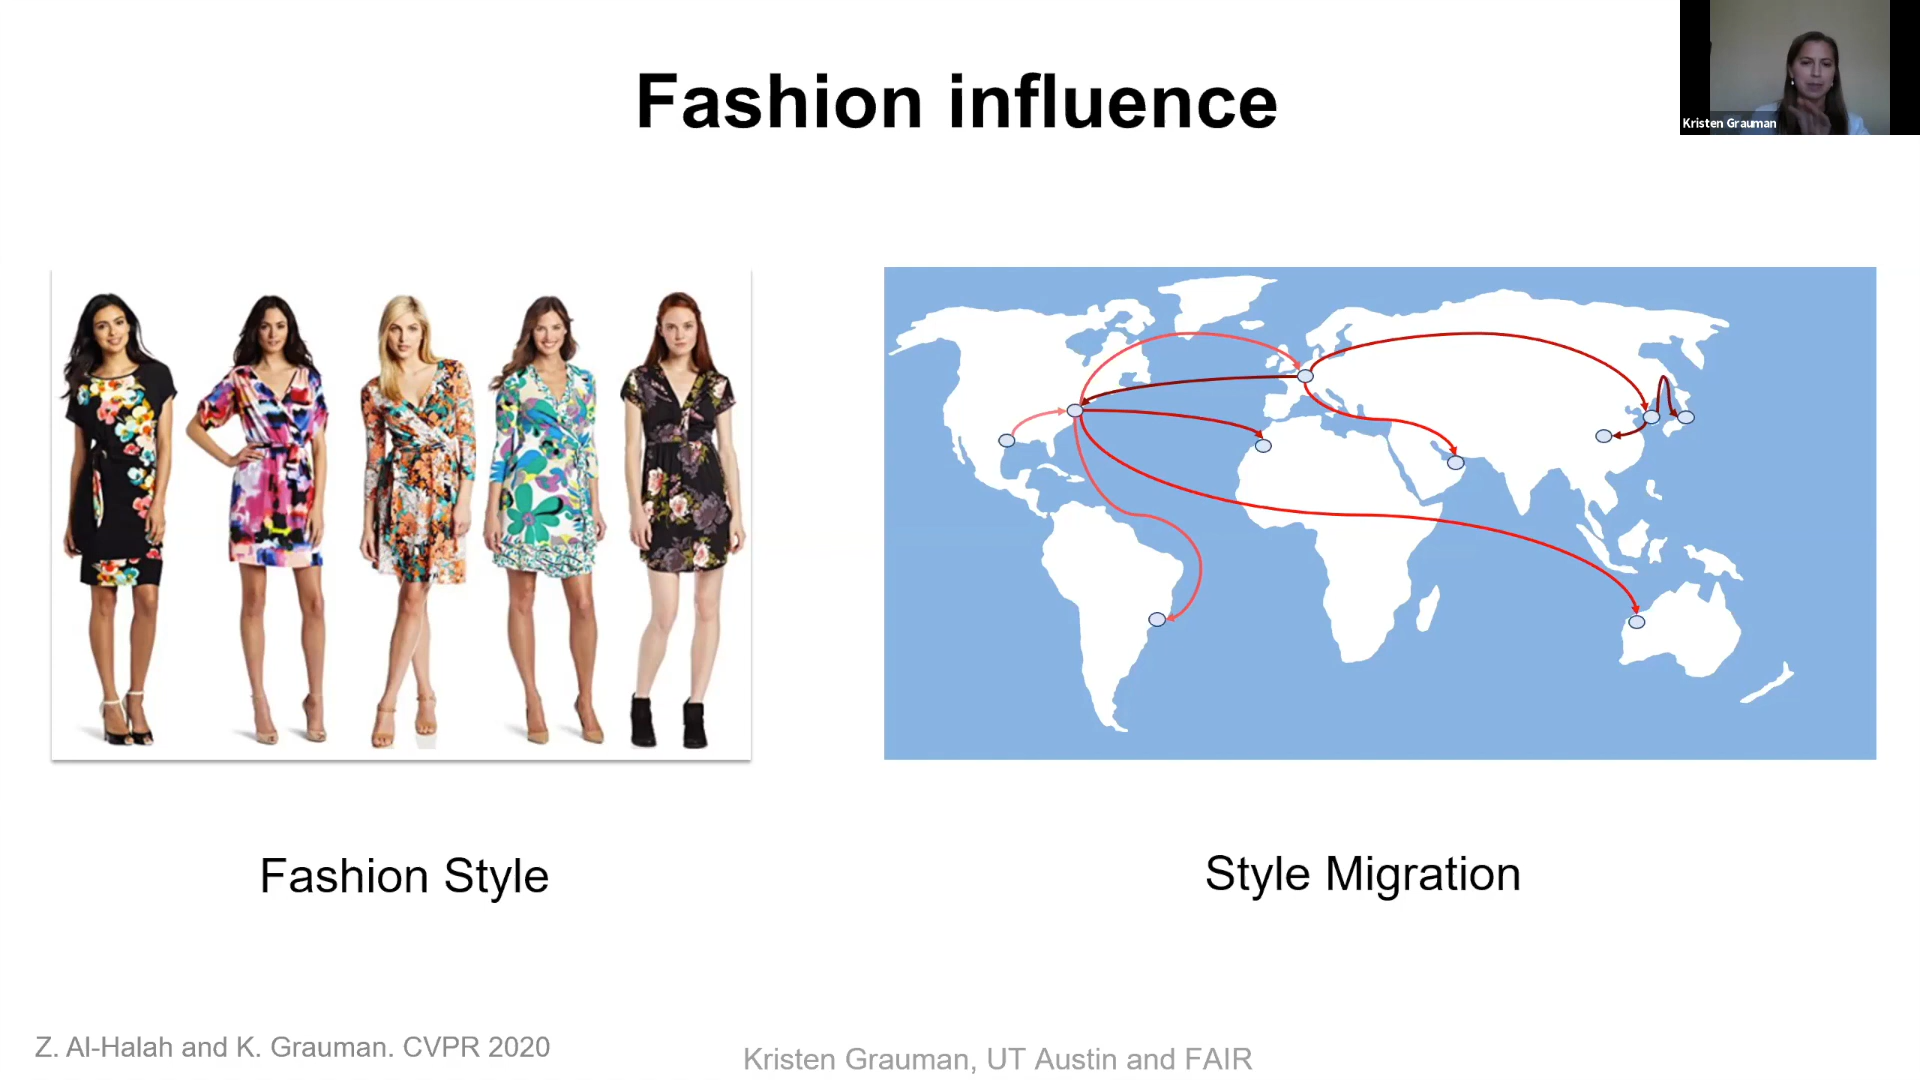 Fashion influence
Kristen Grauman
Fashion Style
Style Migration
Z. Al-Halah and K. Grauman. CVPR 2020
Kristen Grauman, UT Austin and FAIR